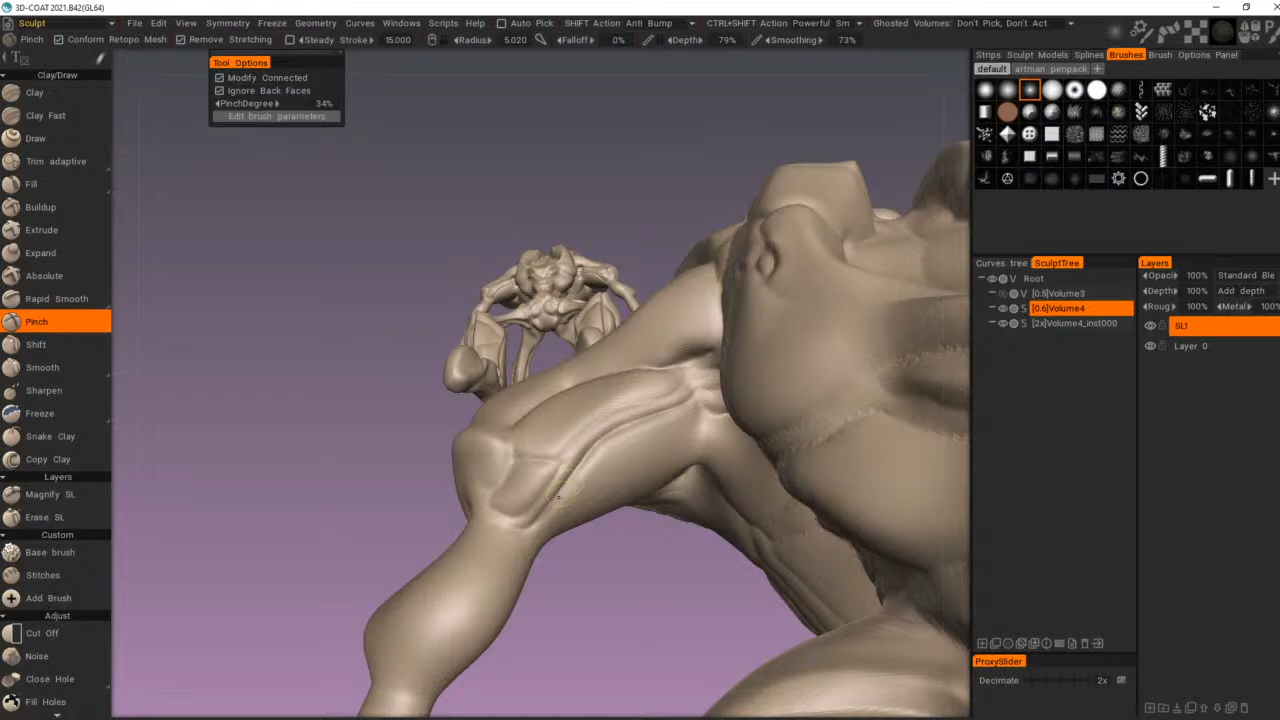 3D-COAT 2021.B42(GL64)
Sculpt File Edit View Symmetry Freeze Geometry Curves Windows Scripts Help Auto Pick SHIFT Action Anti Bump CTRL+SHIFT Action Powerful Sm Ghosted Volumes: Don't Pick, Don't Act
Pinch Conform Retopo Mesh Remove Stretching Steady Stroke 15.000 Radius 5.020 Falloff 0% Depth 79% Smoothing 73%
Tool Options
Modify Connected
Ignore Back Faces
PinchDegree 34%
Edit brush parameters
Clay/Draw
Clay
Clay Fast
Draw
Trim adaptive
Fill
Buildup
Extrude
Expand
Absolute
Rapid Smooth
Pinch
Shift
Smooth
Sharpen
Freeze
Snake Clay
Copy Clay
Layers
Magnify SL
Erase SL
Custom
Base brush
Stitches
Add Brush
Adjust
Cut Off
Noise
Close Hole
Fill Holes
Strips Sculpt Models Splines Brushes Brush Options Panel
default artman penpack +
Curves tree SculptTree
Root
V [0.5]Volume3
S [0.6]Volume4
S [2x]Volume4_inst000
ProxySlider
Decimate 2x
Layers
Opaci 100% Standard Ble
Depth 100% Add depth
Roug 100% Metal 100%
SL1
Layer 0